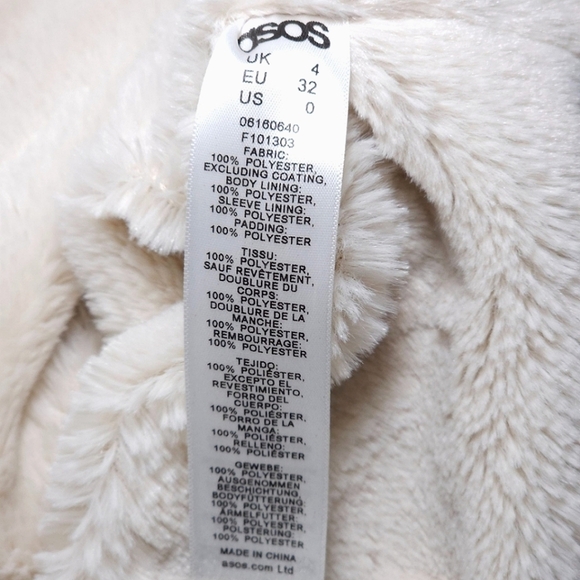 asos
UK 4
EU 32
US 0
06160640
F101303
FABRIC:
100% POLYESTER,
EXCLUDING COATING,
BODY LINING:
100% POLYESTER,
SLEEVE LINING:
100% POLYESTER,
PADDING:
100% POLYESTER
TISSU:
100% POLYESTER,
SAUF REVÊTEMENT,
DOUBLURE DU
CORPS:
100% POLYESTER,
DOUBLURE DE LA
MANCHE:
100% POLYESTER,
REMBOURRAGE:
100% POLYESTER
TEJIDO:
100% POLIÉSTER,
EXCEPTO EL
REVESTIMIENTO,
FORRO DEL
CUERPO:
100% POLIÉSTER,
FORRO DE LA
MANGA:
100% POLIÉSTER,
RELLENO:
100% POLIÉSTER
GEWEBE:
100% POLYESTER,
AUSGENOMMEN
BESCHICHTUNG,
BODYFÜTTERUNG:
100% POLYESTER,
ÄRMELFUTTER:
100% POLYESTER,
POLSTERUNG
100% POLYESTER
MADE IN CHINA
asos.com Ltd